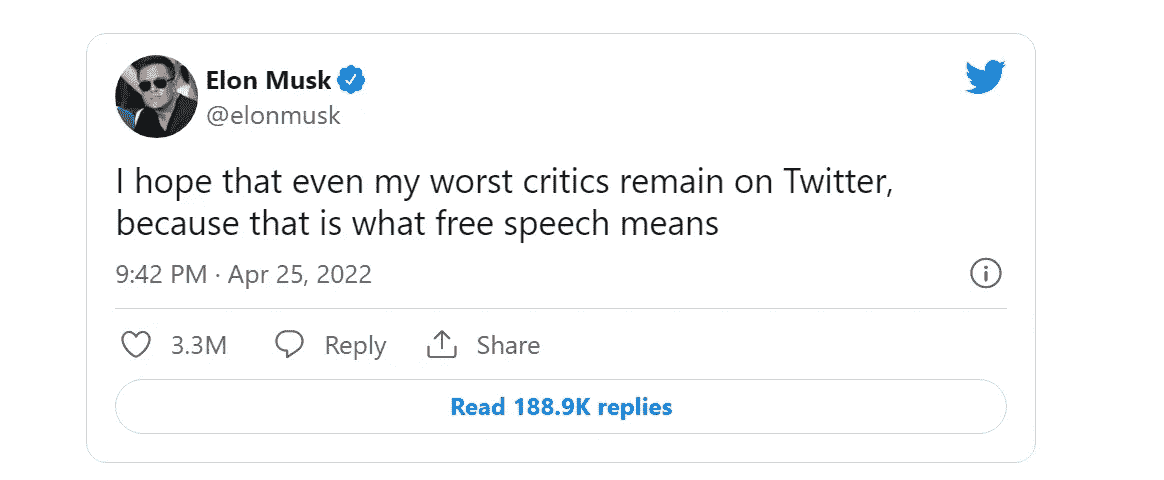 Elon Musk
@elonmusk
I hope that even my worst critics remain on Twitter,
because that is what free speech means
9:42 PM · Apr 25, 2022
3.3M Reply Share
Read 188.9K replies